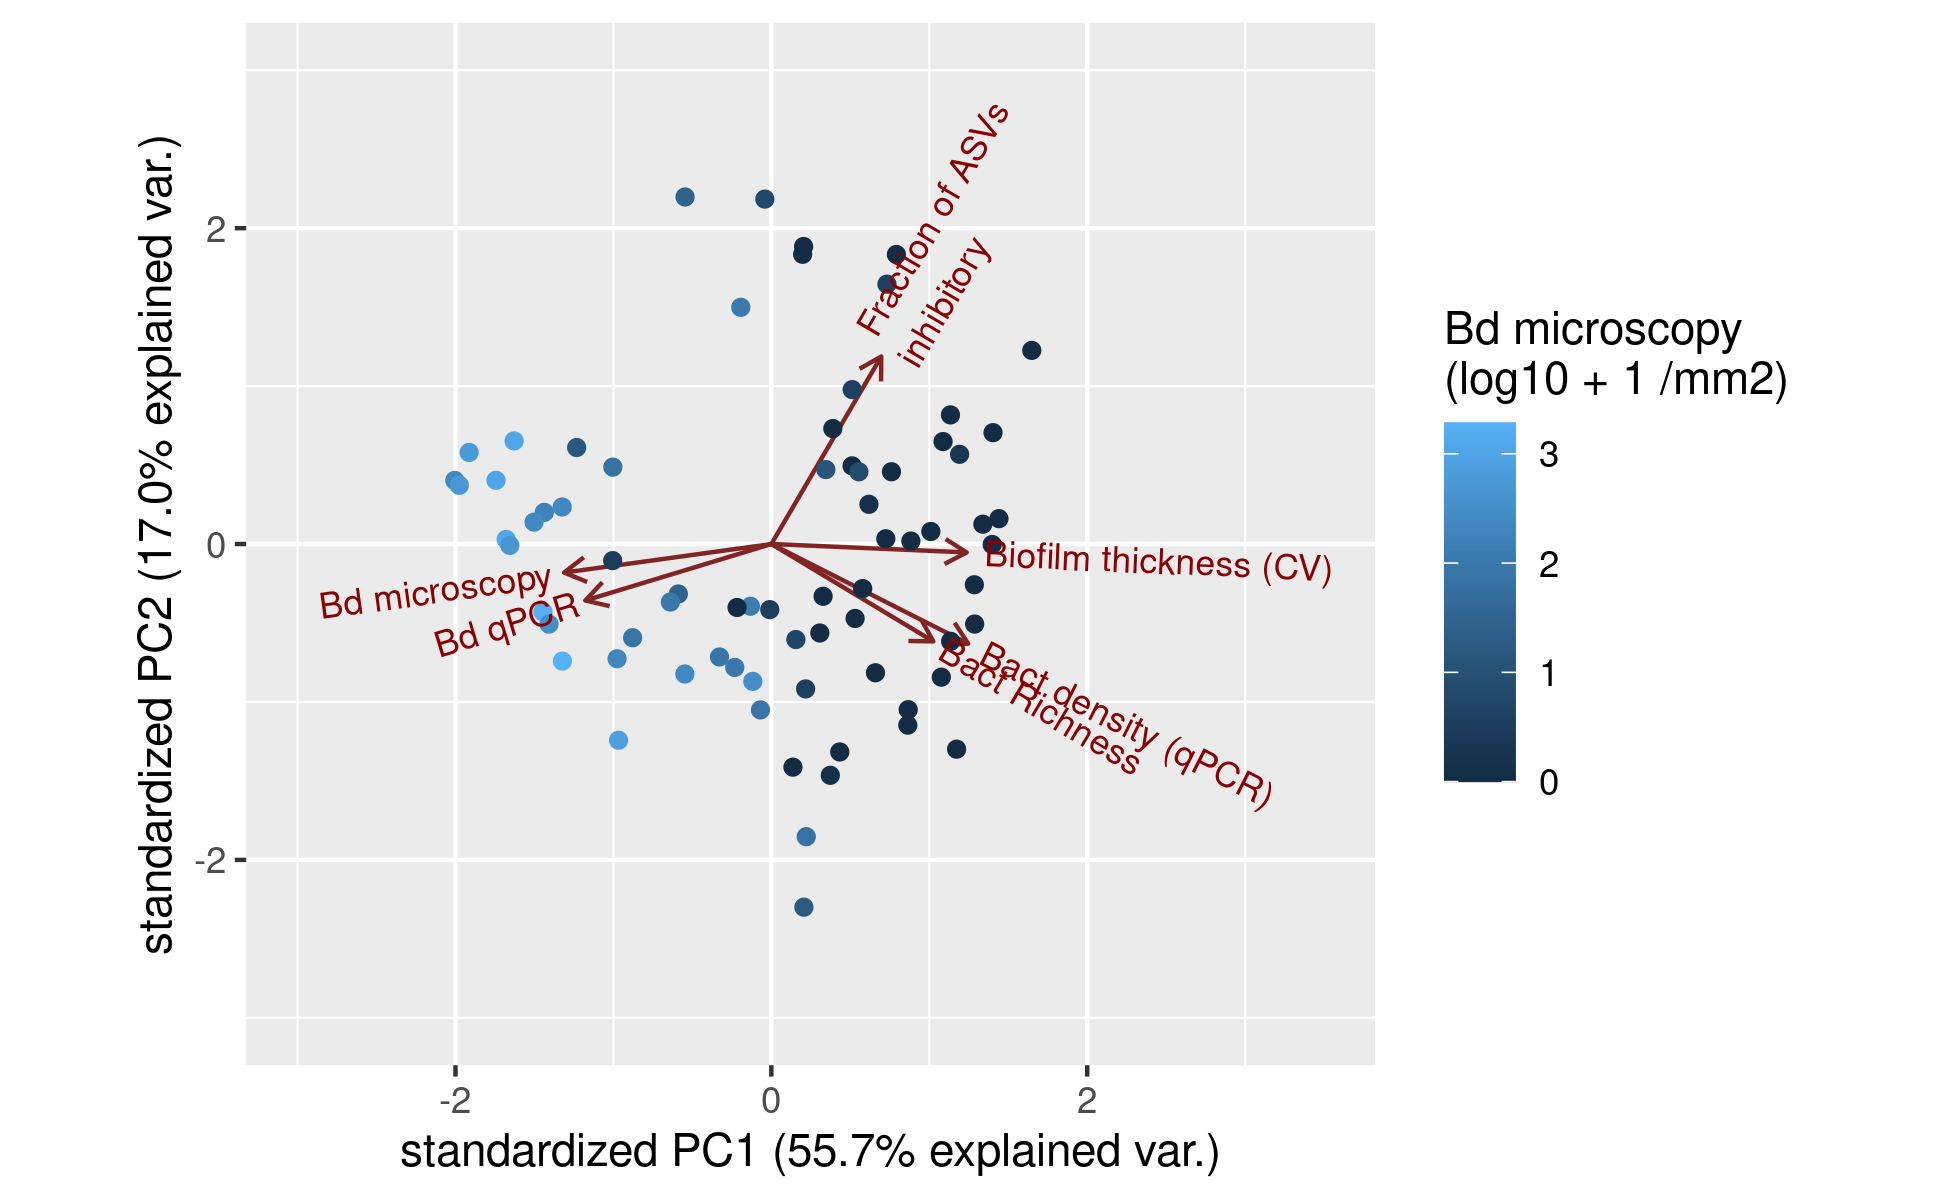 standardized PC2 (17.0% explained var.)
2
0
-2
Fraction of ASVs
inhibitory
Biofilm thickness (CV)
Bd microscopy
Bd qPCR
Bact density (qPCR)
Bact Richness
-2
0
2
standardized PC1 (55.7% explained var.)
Bd microscopy
(log10 + 1 /mm2)
3
2
1
0